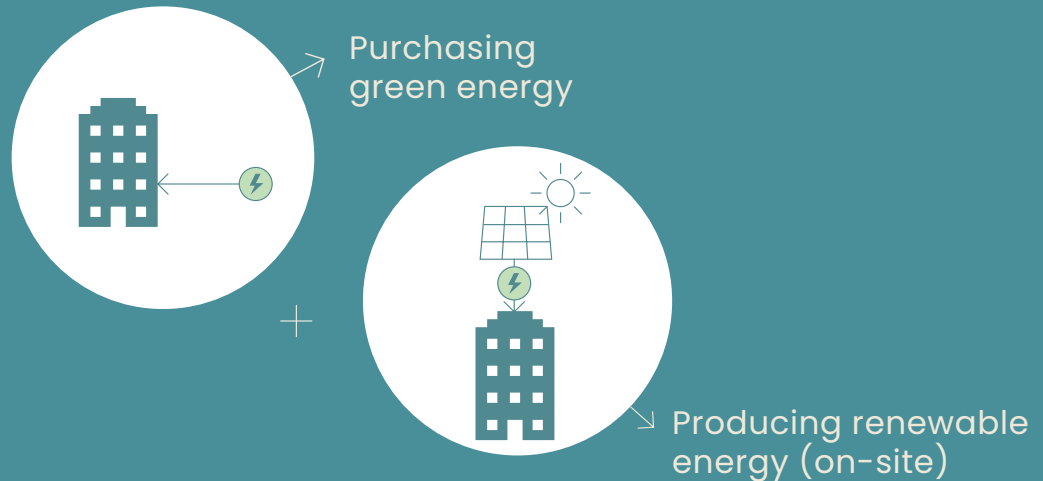 Purchasing
green energy
Producing renewable
energy (on-site)